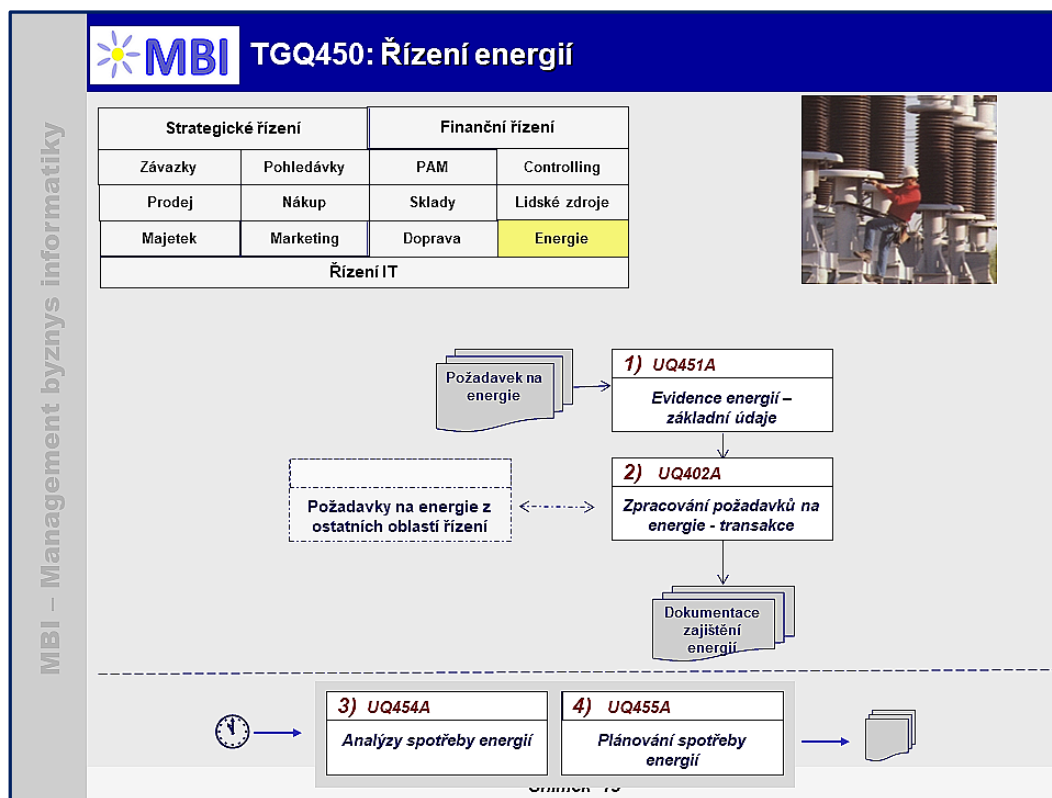 MBI
TGQ450: Řízení energií
MBI – Management byznys informatiky
Strategické řízení
Finanční řízení
Závazky
Pohledávky
PAM
Controlling
Prodej
Nákup
Sklady
Lidské zdroje
Majetek
Marketing
Doprava
Energie
Řízení IT
Požadavek na
energie
1) UQ451A
Evidence energií –
základní údaje
2) UQ402A
Zpracování požadavků na
energie - transakce
Požadavky na energie z
ostatních oblastí řízení
Dokumentace
zajištění
energií
3) UQ454A
Analýzy spotřeby energií
4) UQ455A
Plánování spotřeby
energií